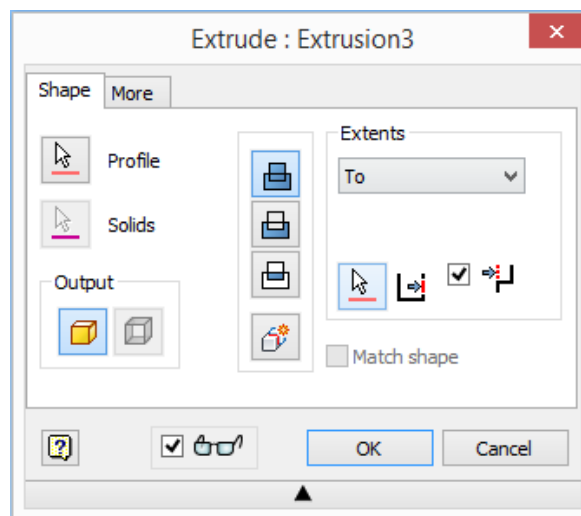 Extrude : Extrusion3
Shape
More
Extents
Profile
To
Solids
Output
Match shape
OK
Cancel